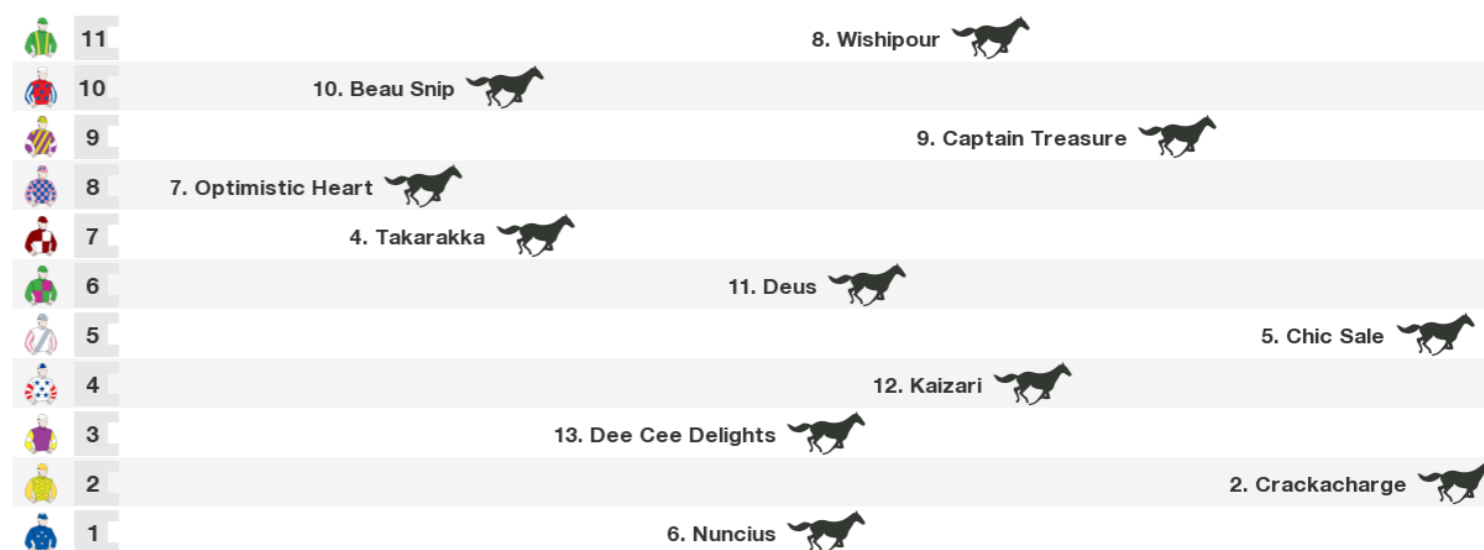 11 8. Wishipour
10 10. Beau Snip
9 9. Captain Treasure
8 7. Optimistic Heart
7 4. Takarakka
6 11. Deus
5 5. Chic Sale
4 12. Kaizari
3 13. Dee Cee Delights
2 2. Crackacharge
1 6. Nuncius